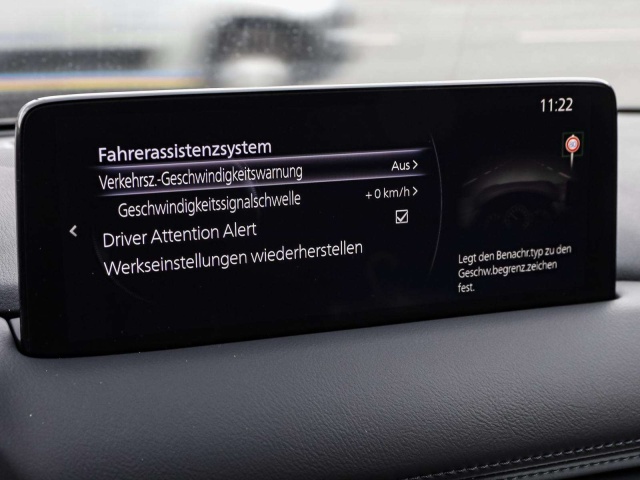 11:22
Fahrerassistenzsystem
Verkehrsz.-Geschwindigkeitswarnung Aus >
Geschwindigkeitssignalschwelle +0 km/h >
Driver Attention Alert
Werkseinstellungen wiederherstellen
Legt den Benachr.typ zu den
Geschw.begrenz.zeichen
fest.